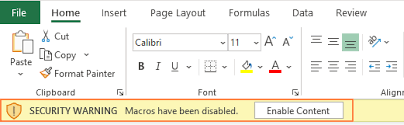 File Home Insert Page Layout Formulas Data Review
Cut
Copy
Format Painter
Paste
Calibri 11 A A
B I U A
Clipboard Font Alignm
SECURITY WARNING Macros have been disabled. Enable Content